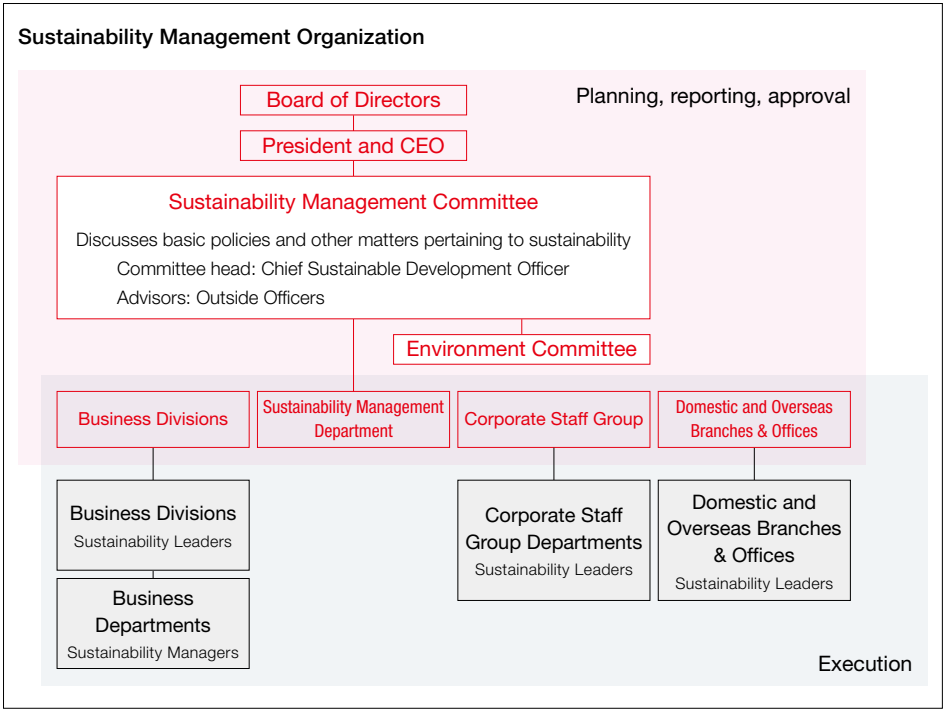 Sustainability Management Organization
Planning, reporting, approval
Board of Directors
President and CEO
Sustainability Management Committee
Discusses basic policies and other matters pertaining to sustainability
Committee head: Chief Sustainable Development Officer
Advisors: Outside Officers
Environment Committee
Business Divisions
Sustainability Management
Department
Corporate Staff Group
Domestic and Overseas
Branches & Offices
Business Divisions
Sustainability Leaders
Business
Departments
Sustainability Managers
Corporate Staff
Group Departments
Sustainability Leaders
Domestic and
Overseas Branches
& Offices
Sustainability Leaders
Execution